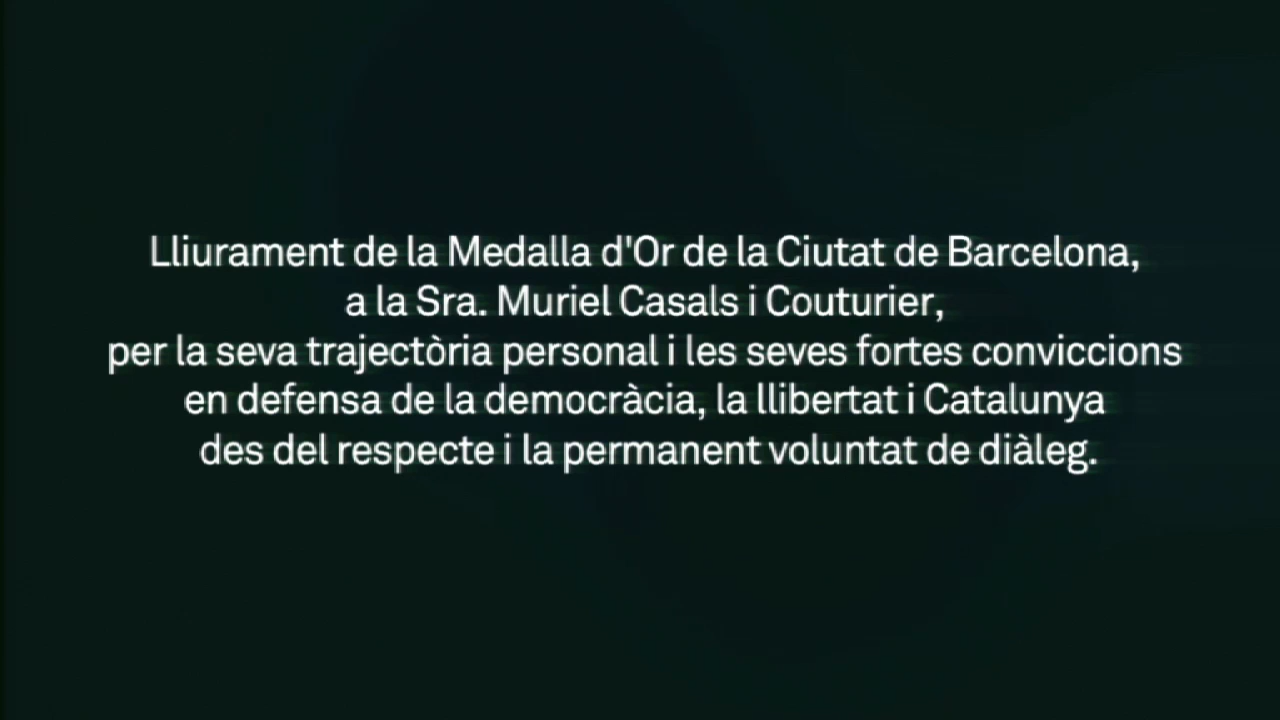 Lliurament de la Medalla d'Or de la Ciutat de Barcelona,
a la Sra. Muriel Casals i Couturier,
per la seva trajectòria personal i les seves fortes conviccions
en defensa de la democràcia, la llibertat i Catalunya
des del respecte i la permanent voluntat de diàleg.